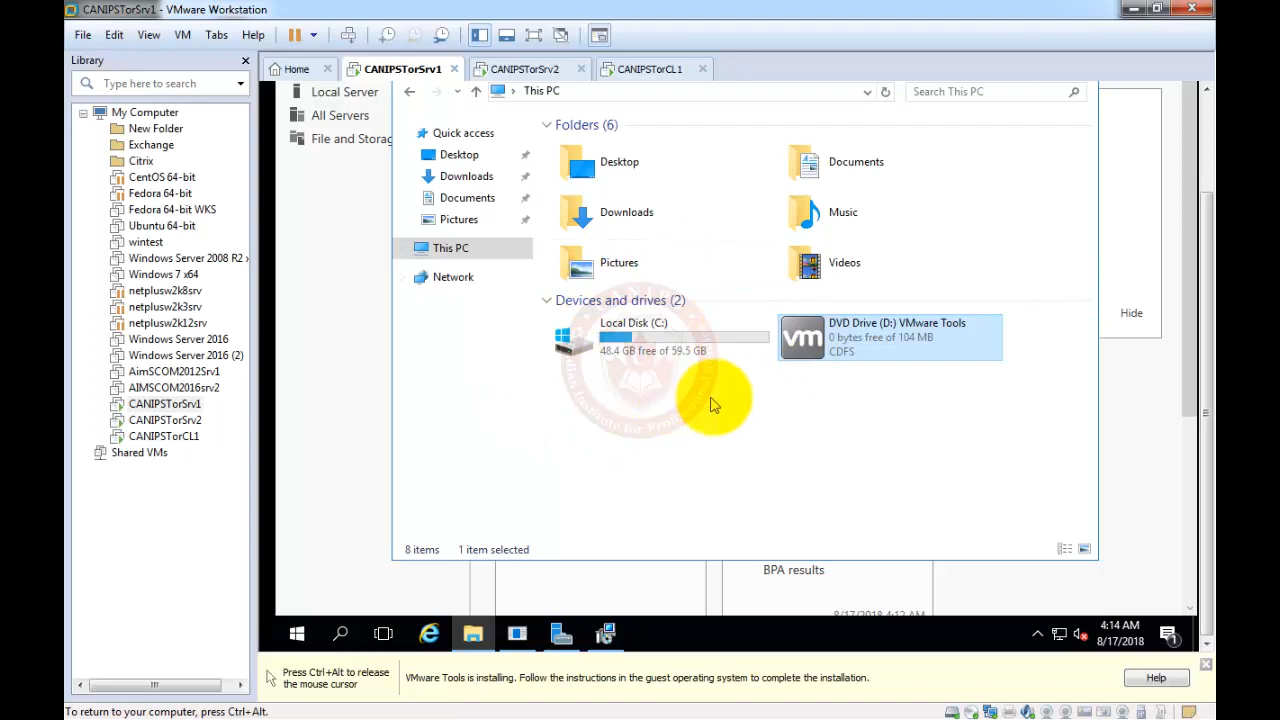 CANIPSTorSrv1 - VMware Workstation
File Edit View VM Tabs Help
Library
Type here to search
My Computer
New Folder
Exchange
Citrix
CentOS 64-bit
Fedora 64-bit
Fedora 64-bit WKS
Ubuntu 64-bit
wintest
Windows Server 2008 R2
Windows 7 x64
netplusw2k8srv
netplusw2k3srv
netplusw2k12srv
Windows Server 2016
Windows Server 2016 (2)
AimSCOM2012Srv1
AIMSCOM2016srv2
CANIPSTorSrv1
CANIPSTorSrv2
CANIPSTorCL1
Shared VMs
Home CANIPSTorSrv1 CANIPSTorSrv2 CANIPSTorCL1
Local Server
All Servers
File and Storag
This PC
Search This PC
Quick access
Desktop
Downloads
Documents
Pictures
This PC
Network
Folders (6)
Desktop Documents
Downloads Music
Pictures Videos
Devices and drives (2)
Local Disk (C:)
48.4 GB free of 59.5 GB
DVD Drive (D:) VMware Tools
0 bytes free of 104 MB
CDFS
vm
8 items 1 item selected
Hide
BPA results
8/17/2018 4:12 AM
4:14 AM
8/17/2018
1
Press Ctrl+Alt to release
the mouse cursor
VMware Tools is installing. Follow the instructions in the guest operating system to complete the installation.
Help
To return to your computer, press Ctrl+Alt.